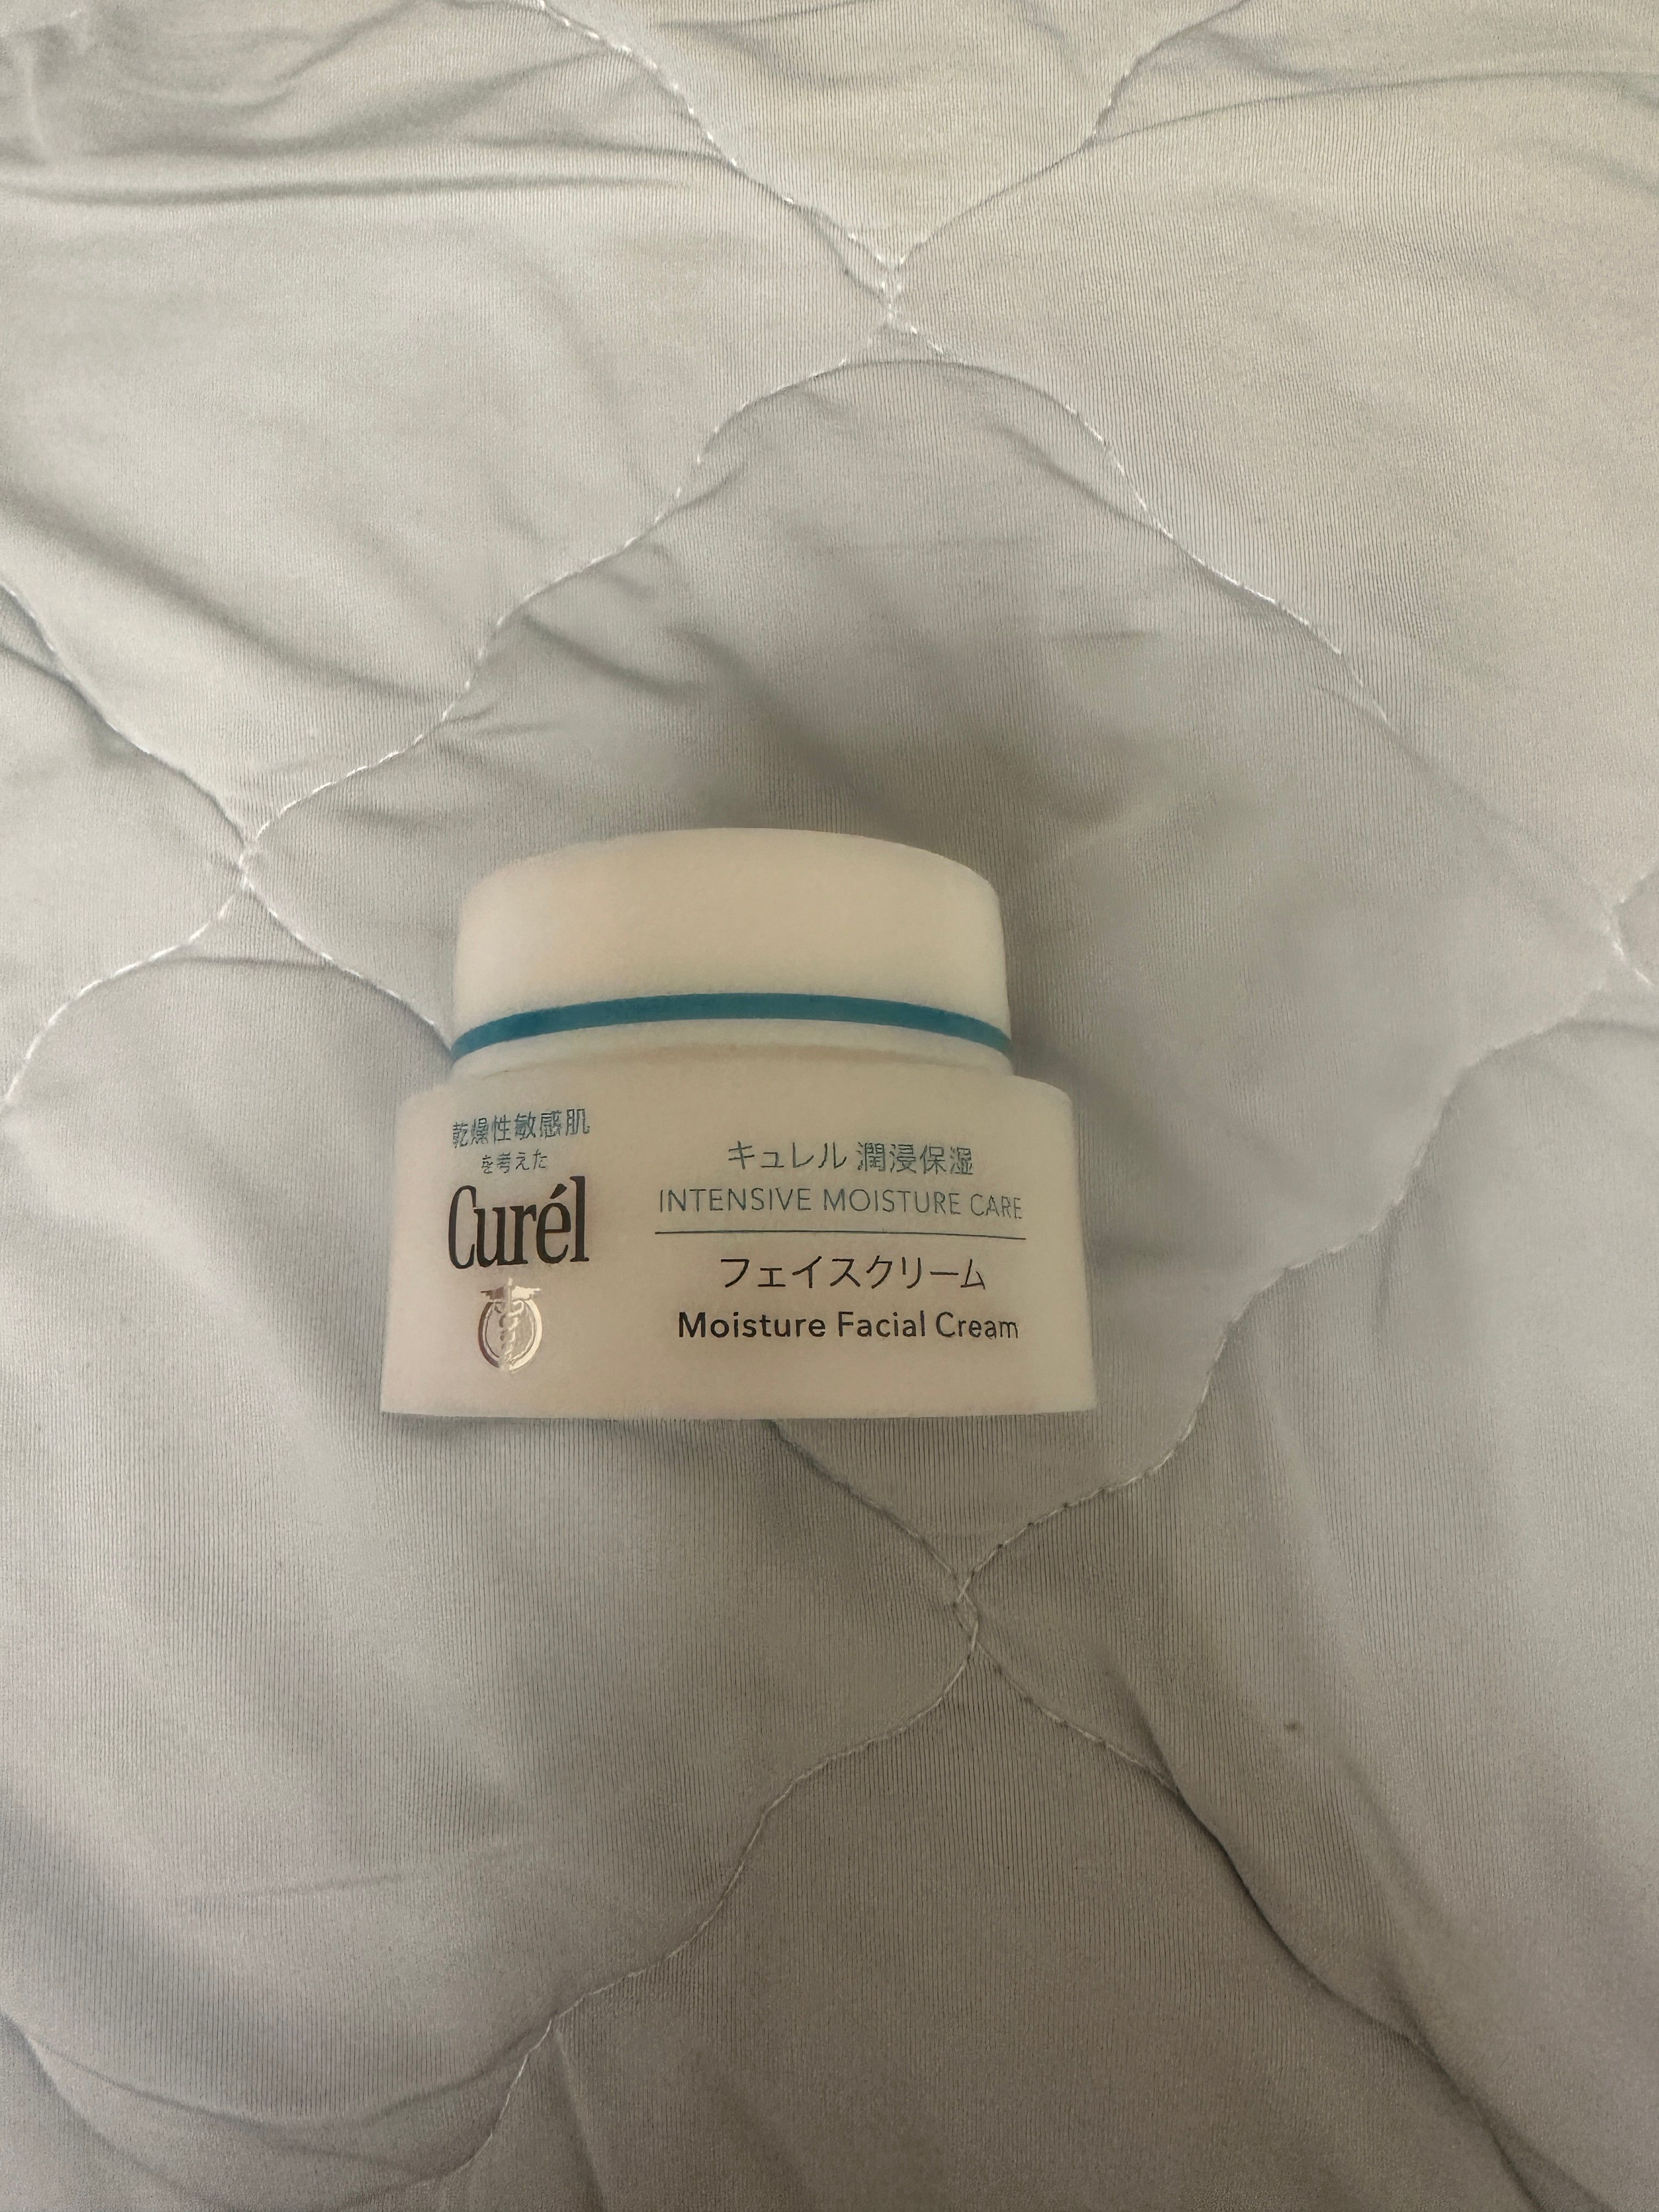 乾燥性敏感肌
を考えた
Curél
キュレル 潤浸保湿
INTENSIVE MOISTURE CARE
フェイスクリーム
Moisture Facial Cream